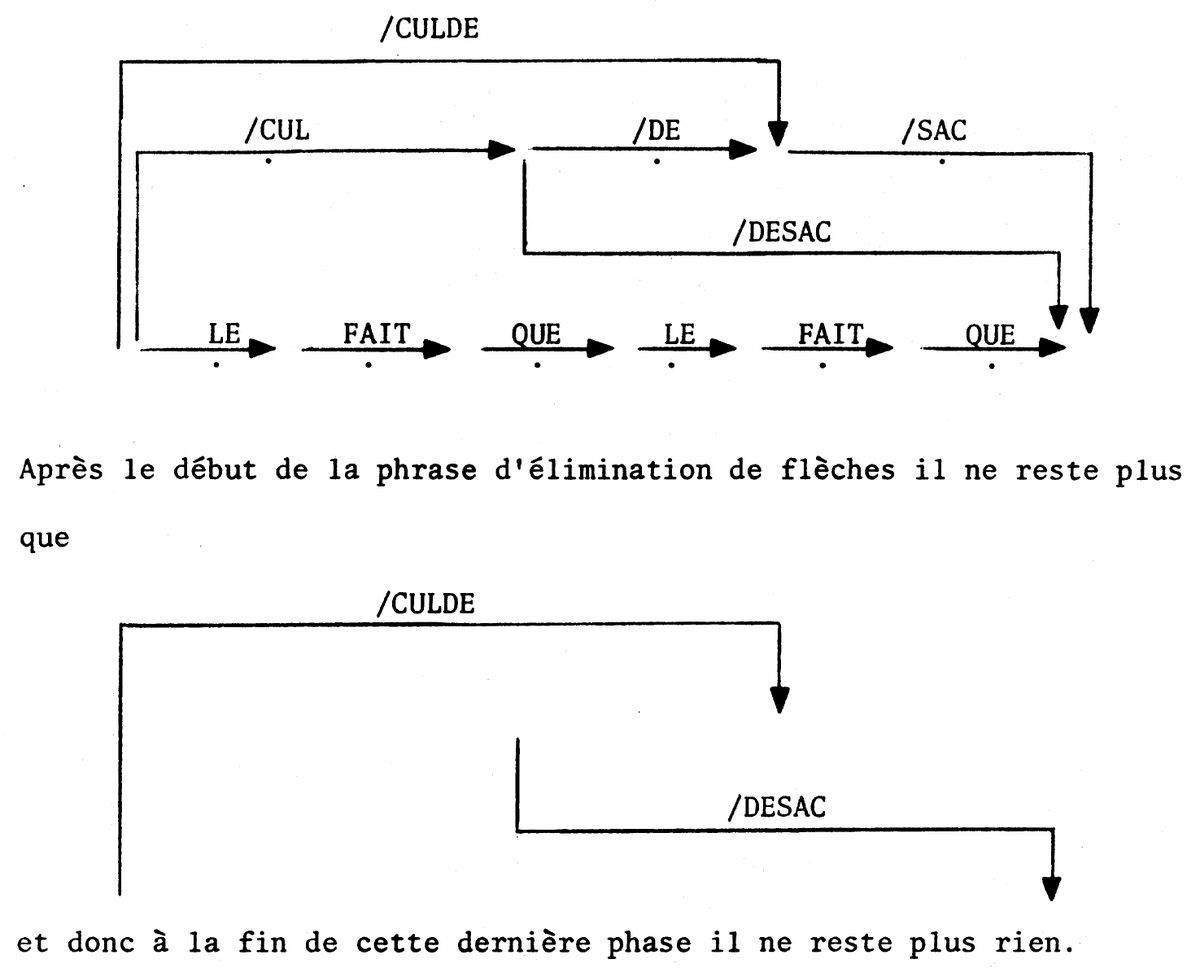 /CULDE
/CUL /DE /SAC
/DESAC
LE FAIT QUE LE FAIT QUE
Après le début de la phrase d'élimination de flèches il ne reste plus
que
/CULDE
/DESAC
et donc à la fin de cette dernière phase il ne reste plus rien.